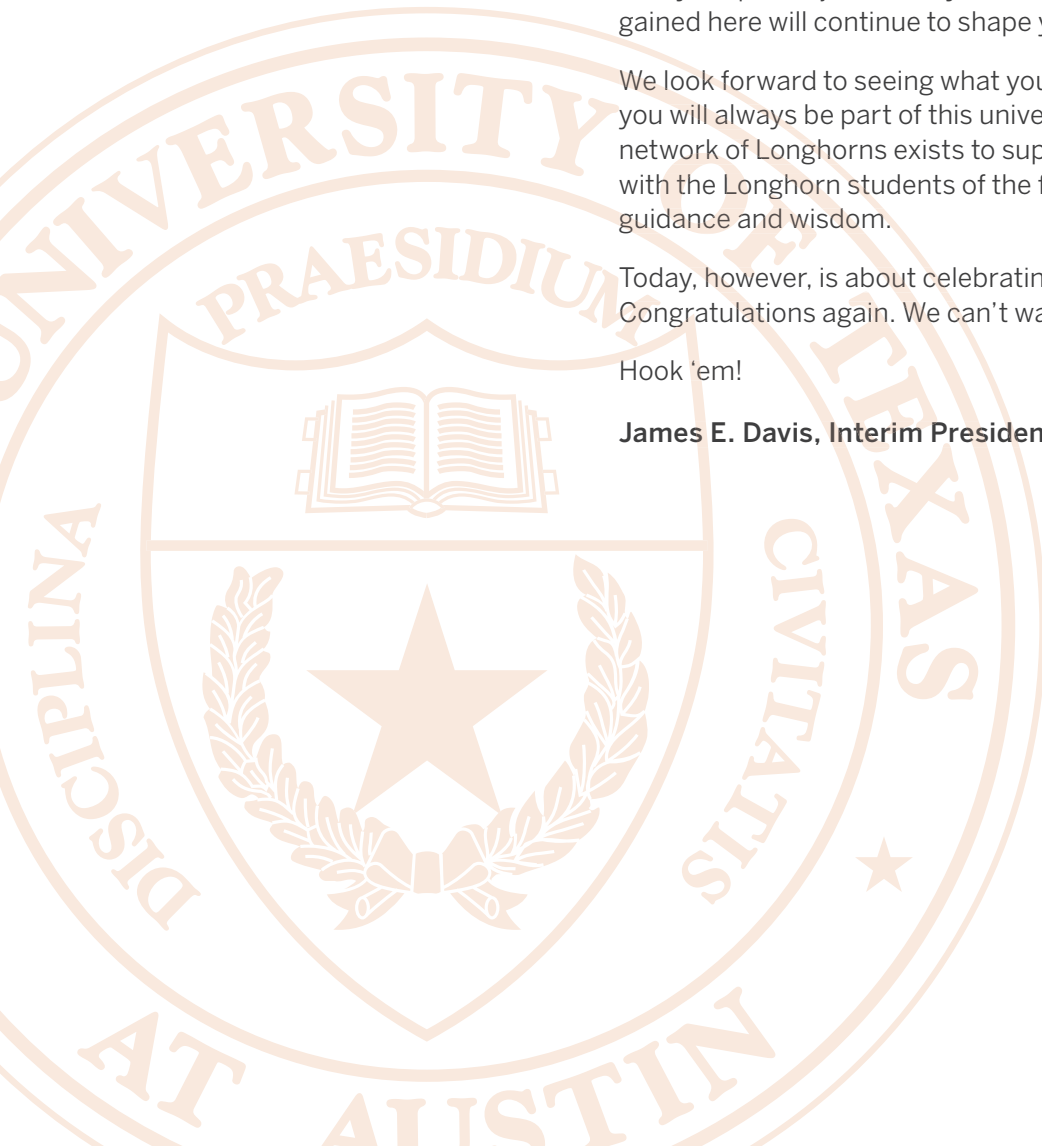 gained here will continue to shape
We look forward to seeing what you
you will always be part of this
network of Longhorns exists to
with the Longhorn students of the
guidance and wisdom.
Today, however, is about
Congratulations again. We can't
Hook ‘em!
James E. Davis, Interim
UNIVERSITY OF TEXAS
AT AUSTIN
PRAESIDIUM
DISCIPLINA
CIVITATIS